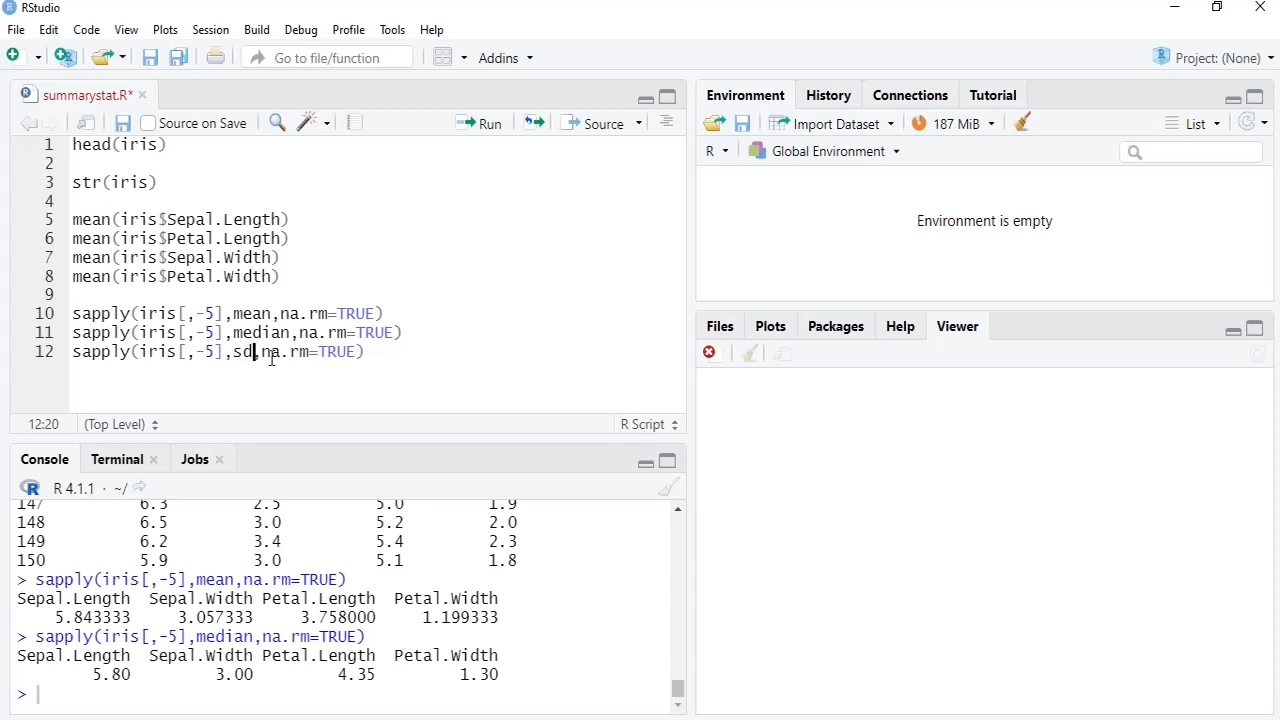 RStudio
File Edit Code View Plots Session Build Debug Profile Tools Help
Go to file/function Addins Project: (None)
summarystat.R*
Source on Save Run Source
1 head(iris)
2
3 str(iris)
4
5 mean(iris$Sepal.Length)
6 mean(iris$Petal.Length)
7 mean(iris$Sepal.Width)
8 mean(iris$Petal.Width)
9
10 sapply(iris[,-5],mean,na.rm=TRUE)
11 sapply(iris[,-5],median,na.rm=TRUE)
12 sapply(iris[,-5],sd,na.rm=TRUE)
12:20 (Top Level) R Script
Console Terminal Jobs
R 4.1.1 · ~/
147 6.3 2.5 5.0 1.9
148 6.5 3.0 5.2 2.0
149 6.2 3.4 5.4 2.3
150 5.9 3.0 5.1 1.8
> sapply(iris[,-5],mean,na.rm=TRUE)
Sepal.Length Sepal.Width Petal.Length Petal.Width
5.843333 3.057333 3.758000 1.199333
> sapply(iris[,-5],median,na.rm=TRUE)
Sepal.Length Sepal.Width Petal.Length Petal.Width
5.80 3.00 4.35 1.30
>
Environment History Connections Tutorial
Import Dataset 187 MiB List
R Global Environment
Environment is empty
Files Plots Packages Help Viewer